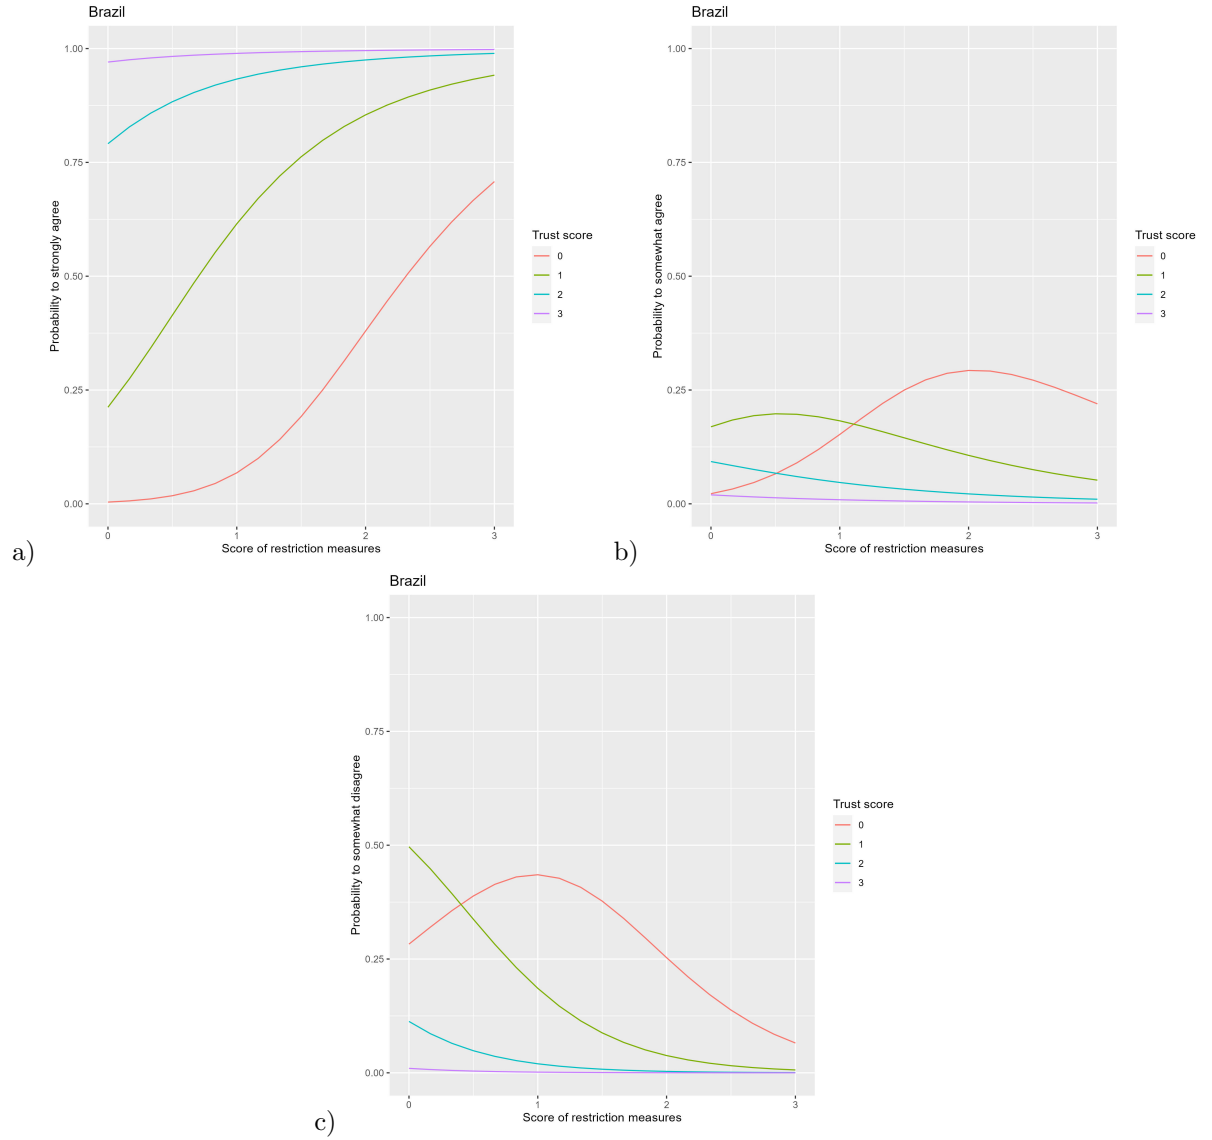 Brazil
1.00
0.75
0.50
0.25
0.00
Probability to strongly agree
0 1 2 3
Score of restriction measures
Trust score
0
1
2
3
a)
Brazil
1.00
0.75
0.50
0.25
0.00
Probability to somewhat agree
0 1 2 3
Score of restriction measures
Trust score
0
1
2
3
b)
Brazil
1.00
0.75
0.50
0.25
0.00
Probability to somewhat disagree
0 1 2 3
Score of restriction measures
Trust score
0
1
2
3
c)